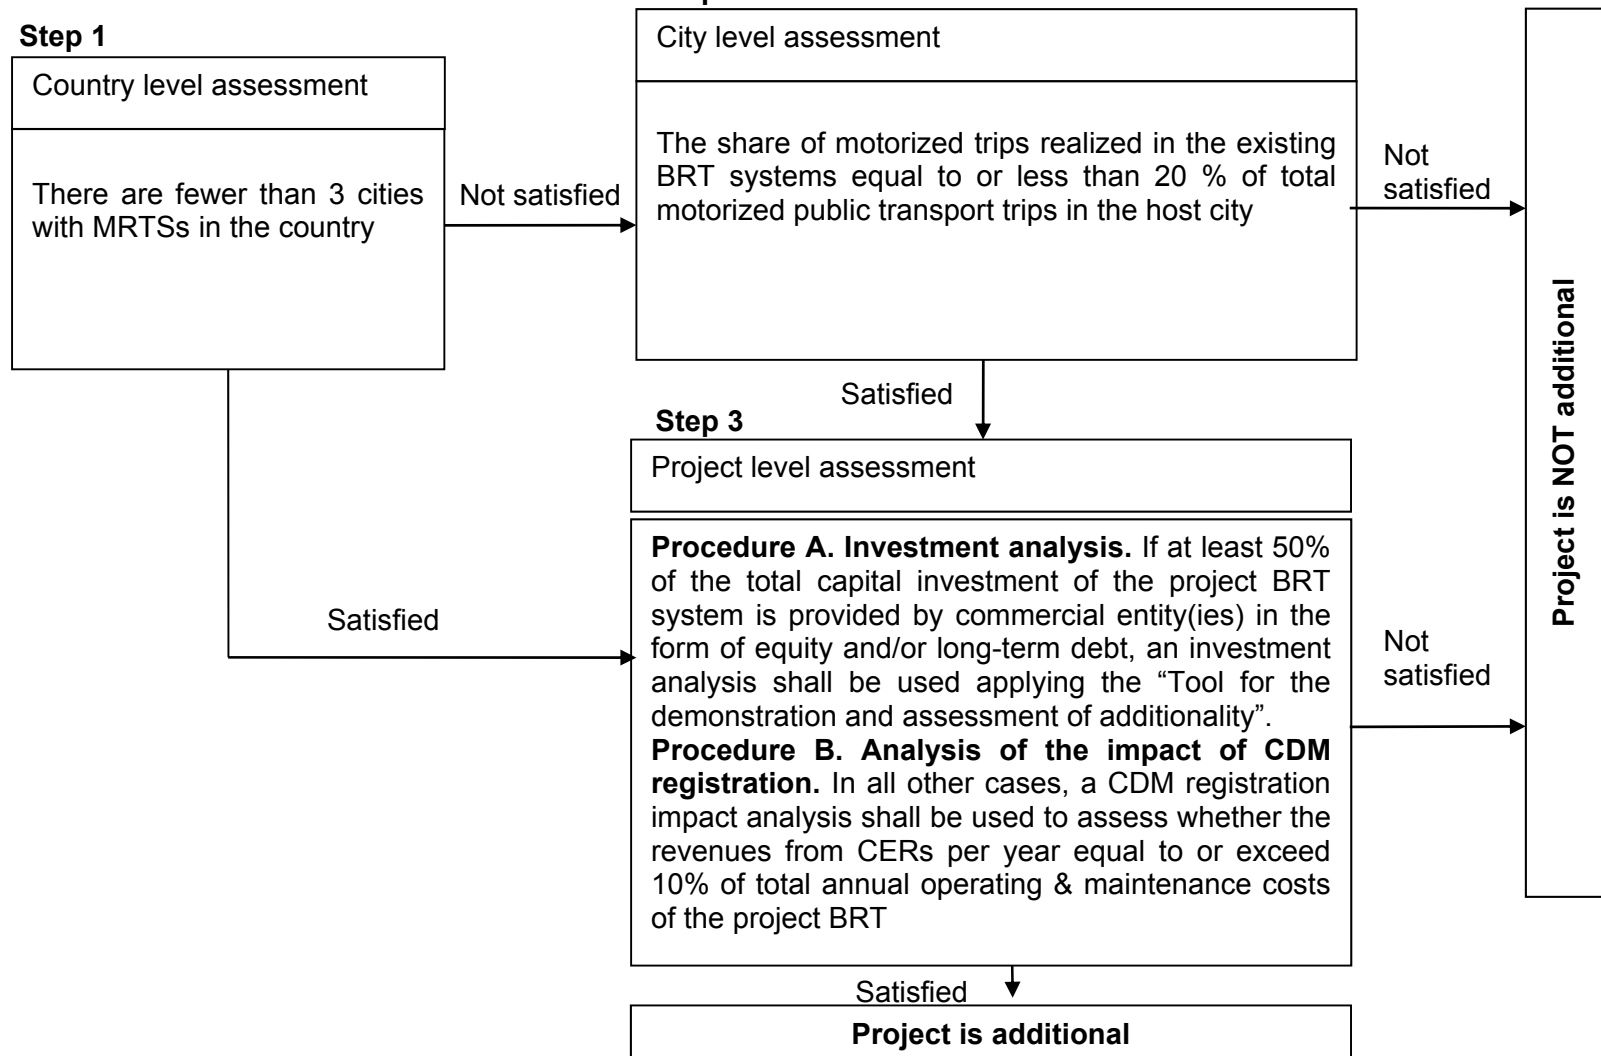 Step 1
Country level assessment
There are fewer than 3 cities
with MRTSs in the country
Not satisfied
City level assessment
The share of motorized trips realized in the existing
BRT systems equal to or less than 20 % of total
motorized public transport trips in the host city
Not
satisfied
Satisfied
Step 3
Project level assessment
Satisfied
Procedure A. Investment analysis. If at least 50%
of the total capital investment of the project BRT
system is provided by commercial entity(ies) in the
form of equity and/or long-term debt, an investment
analysis shall be used applying the “Tool for the
demonstration and assessment of additionality”.
Procedure B. Analysis of the impact of CDM
registration. In all other cases, a CDM registration
impact analysis shall be used to assess whether the
revenues from CERs per year equal to or exceed
10% of total annual operating & maintenance costs
of the project BRT
Not
satisfied
Project is NOT additional
Satisfied
Project is additional